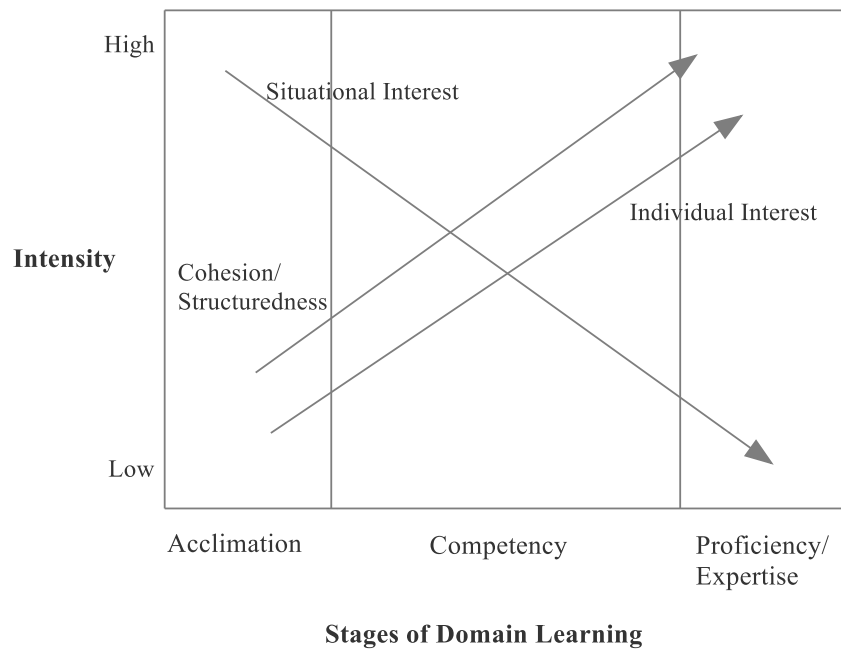 High
Situational Interest
Individual Interest
Intensity
Cohesion/
Structuredness
Low
Acclimation
Competency
Proficiency/
Expertise
Stages of Domain Learning